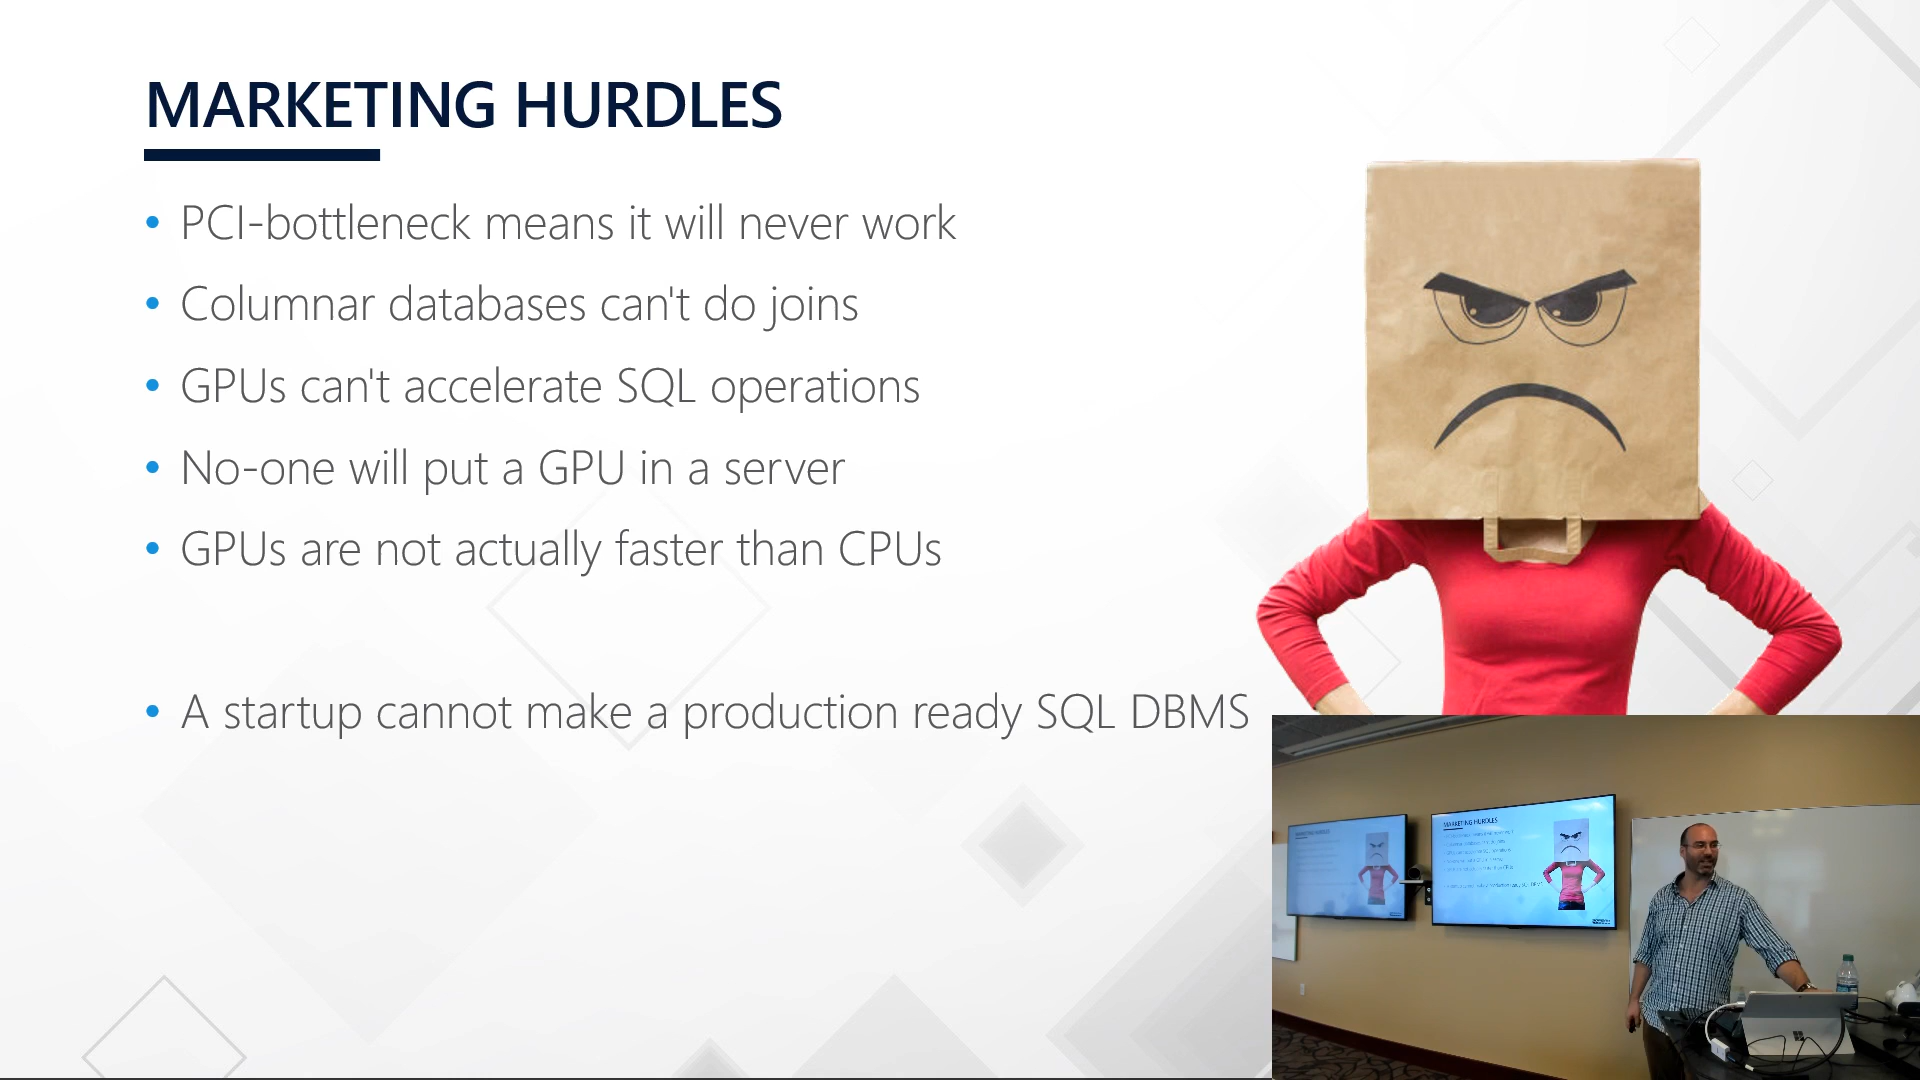 MARKETING HURDLES
• PCI-bottleneck means it will never work
• Columnar databases can't do joins
• GPUs can't accelerate SQL operations
• No-one will put a GPU in a server
• GPUs are not actually faster than CPUs
• A startup cannot make a production ready SQL DBMS
MARKETING HURDLES